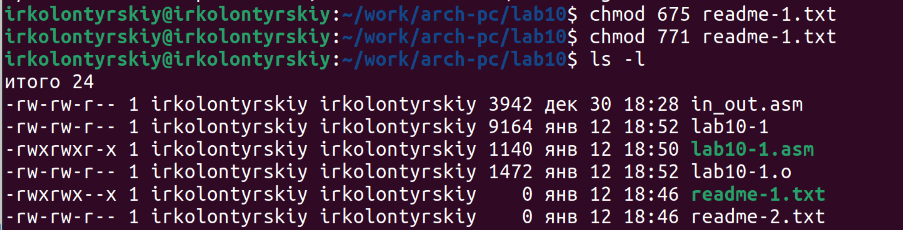 irkolontyrskiy@irkolontyrskiy:~/work/arch-pc/lab10$ chmod 675 readme-1.txt
irkolontyrskiy@irkolontyrskiy:~/work/arch-pc/lab10$ chmod 771 readme-1.txt
irkolontyrskiy@irkolontyrskiy:~/work/arch-pc/lab10$ ls -l
итого 24
-rw-rw-r-- 1 irkolontyrskiy irkolontyrskiy 3942 дек 30 18:28 in_out.asm
-rw-rw-r-- 1 irkolontyrskiy irkolontyrskiy 9164 янв 12 18:52 lab10-1
-rwxrwxr-x 1 irkolontyrskiy irkolontyrskiy 1140 янв 12 18:50 lab10-1.asm
-rw-rw-r-- 1 irkolontyrskiy irkolontyrskiy 1472 янв 12 18:52 lab10-1.o
-rwxrwx--x 1 irkolontyrskiy irkolontyrskiy    0 янв 12 18:46 readme-1.txt
-rw-rw-r-- 1 irkolontyrskiy irkolontyrskiy    0 янв 12 18:46 readme-2.txt